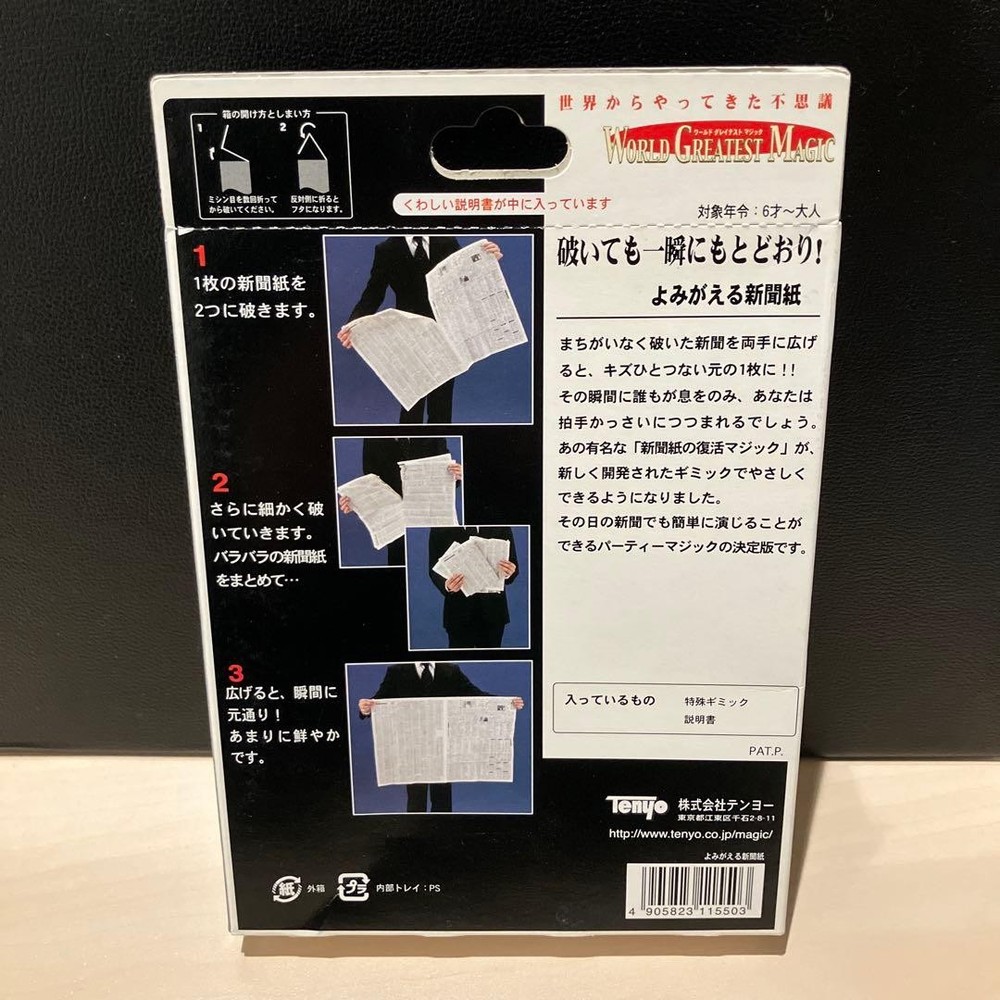 箱の開け方としまい方
1
2
ミシン目を数回折って
から破いてください。
反対側に折ると
フタになります。
世界からやってきた不思議
ワールド グレイテスト マジック
WORLD GREATEST MAGIC
くわしい説明書が中に入っています
対象年令:6才〜大人
1
1枚の新聞紙を
2つに破きます。
2
さらに細かく破
いていきます。
バラバラの新聞紙
をまとめて…
3
広げると、瞬間に
元通り!
あまりに鮮やか
です。
破いても一瞬にもとどおり!
よみがえる新聞紙
まちがいなく破いた新聞を両手に広げ
ると、キズひとつない元の1枚に!!
その瞬間に誰もが息をのみ、あなたは
拍手かっさいにつつまれるでしょう。
あの有名な「新聞紙の復活マジック」が、
新しく開発されたギミックでやさしく
できるようになりました。
その日の新聞でも簡単に演じることが
できるパーティーマジックの決定版です。
入っているもの
特殊ギミック
説明書
PAT.P.
Tenyo 株式会社テンヨー
東京都江東区千石2-8-11
http://www.tenyo.co.jp/magic/
よみがえる新聞紙
4 905823 115503
紙 外箱
プラ 内部トレイ:PS